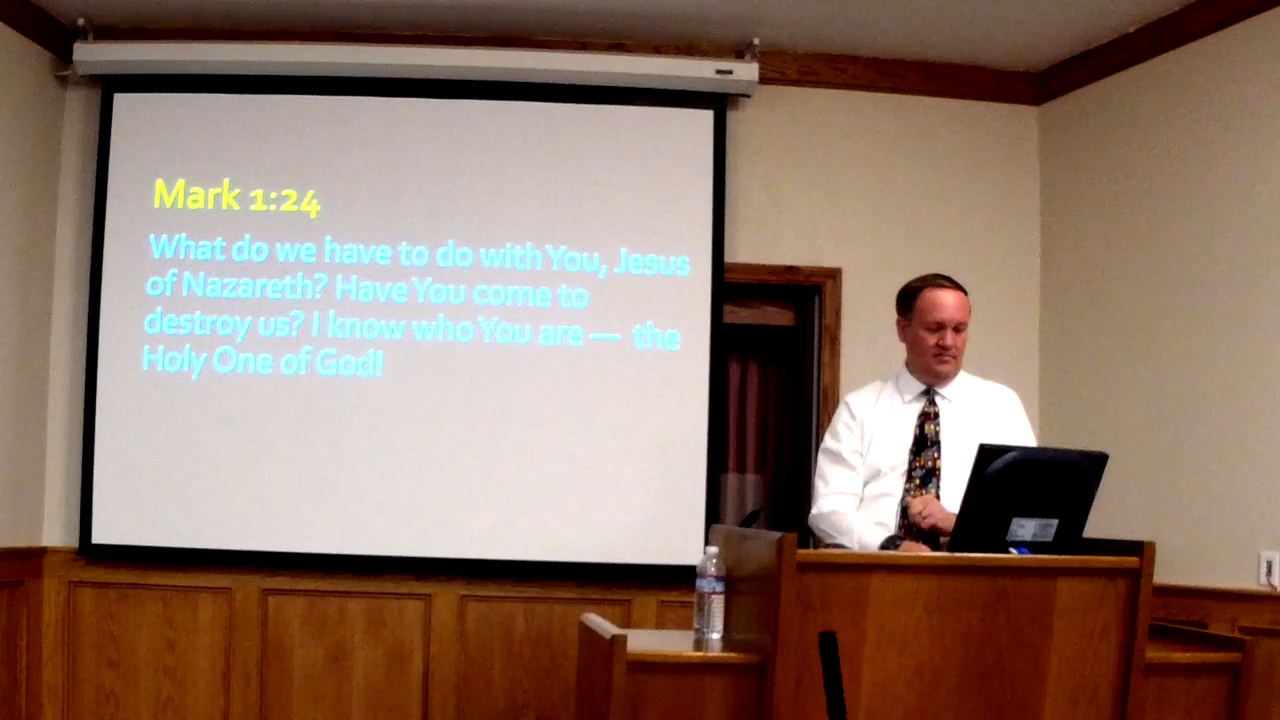 Mark 1:24
What do we have to do with You, Jesus
of Nazareth? Have You come to
destroy us? I know who You are — the
Holy One of God!